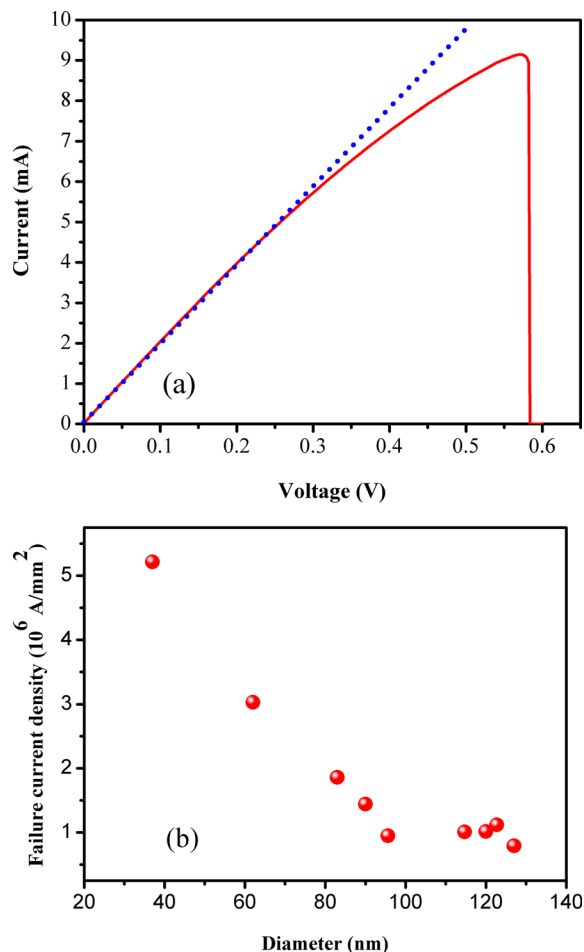 10
9
8
7
6
5
4
3
2
1
0
Current (mA)
(a)
0.0 0.1 0.2 0.3 0.4 0.5 0.6
Voltage (V)
5
4
3
2
1
Failure current density (10^6 A/mm^2)
(b)
20 40 60 80 100 120 140
Diameter (nm)